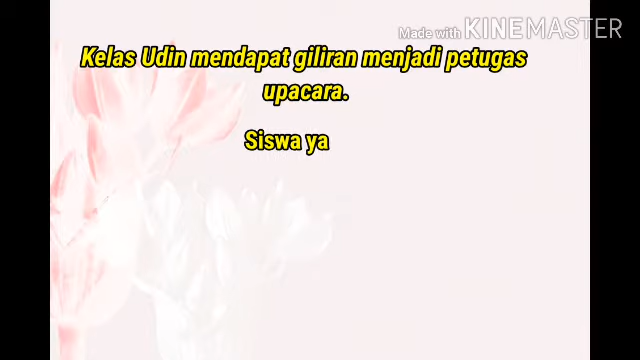 Made with KINEMASTER
Kelas Udin mendapat giliran menjadi petugas
upacara.
Siswa ya